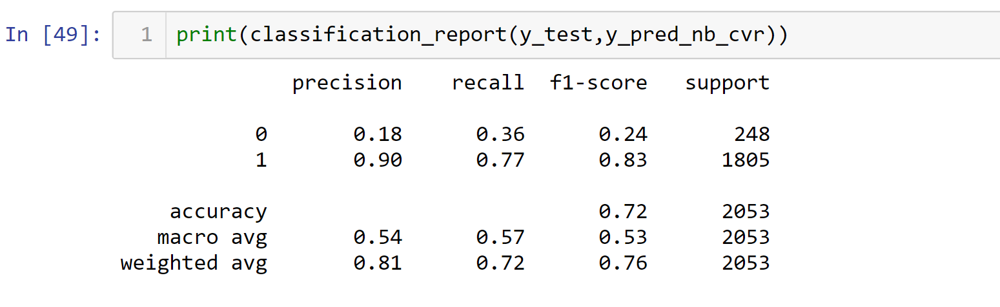 In [49]: 1 print(classification_report(y_test,y_pred_nb_cvr))
precision recall f1-score support
0 0.18 0.36 0.24 248
1 0.90 0.77 0.83 1805
accuracy 0.72 2053
macro avg 0.54 0.57 0.53 2053
weighted avg 0.81 0.72 0.76 2053